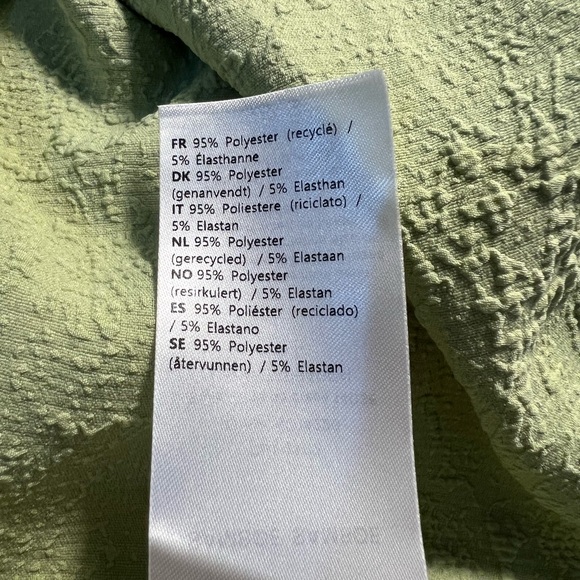 FR 95% Polyester (recyclé) /
5% Élasthanne
DK 95% Polyester
(genanvendt) / 5% Elasthan
IT 95% Poliestere (riciclato) /
5% Elastan
NL 95% Polyester
(gerecycled) / 5% Elastaan
NO 95% Polyester
(resirkulert) / 5% Elastan
ES 95% Poliéster (reciclado)
/ 5% Elastano
SE 95% Polyester
(återvunnen) / 5% Elastan